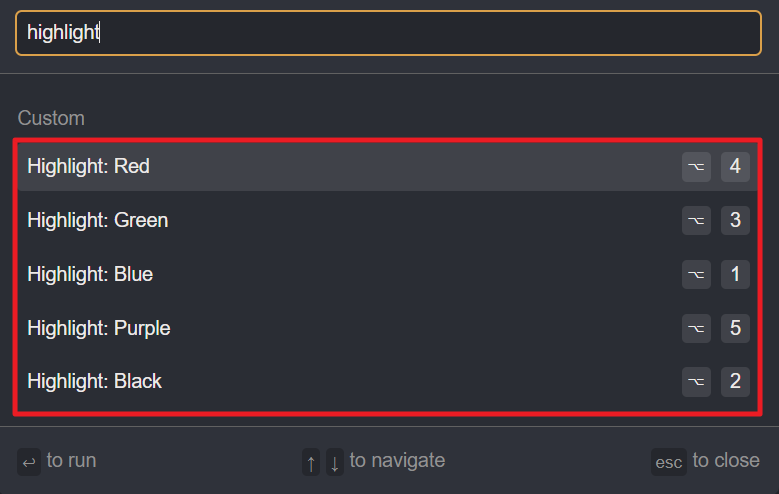 highlight
Custom
Highlight: Red ⌥ 4
Highlight: Green ⌥ 3
Highlight: Blue ⌥ 1
Highlight: Purple ⌥ 5
Highlight: Black ⌥ 2
↩ to run ↑ ↓ to navigate esc to close